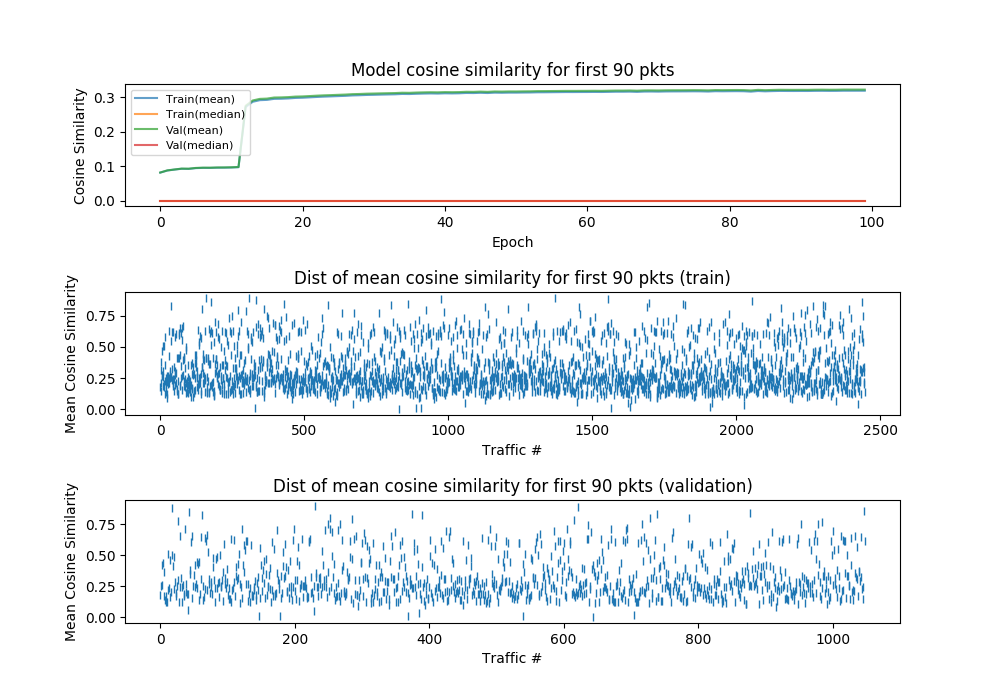 Model cosine similarity for first 90 pkts
Cosine Similarity
0.3
0.2
0.1
0.0
Train(mean)
Train(median)
Val(mean)
Val(median)
0 20 40 60 80 100
Epoch
Dist of mean cosine similarity for first 90 pkts (train)
Mean Cosine Similarity
0.75
0.50
0.25
0.00
0 500 1000 1500 2000 2500
Traffic #
Dist of mean cosine similarity for first 90 pkts (validation)
Mean Cosine Similarity
0.75
0.50
0.25
0.00
0 200 400 600 800 1000
Traffic #